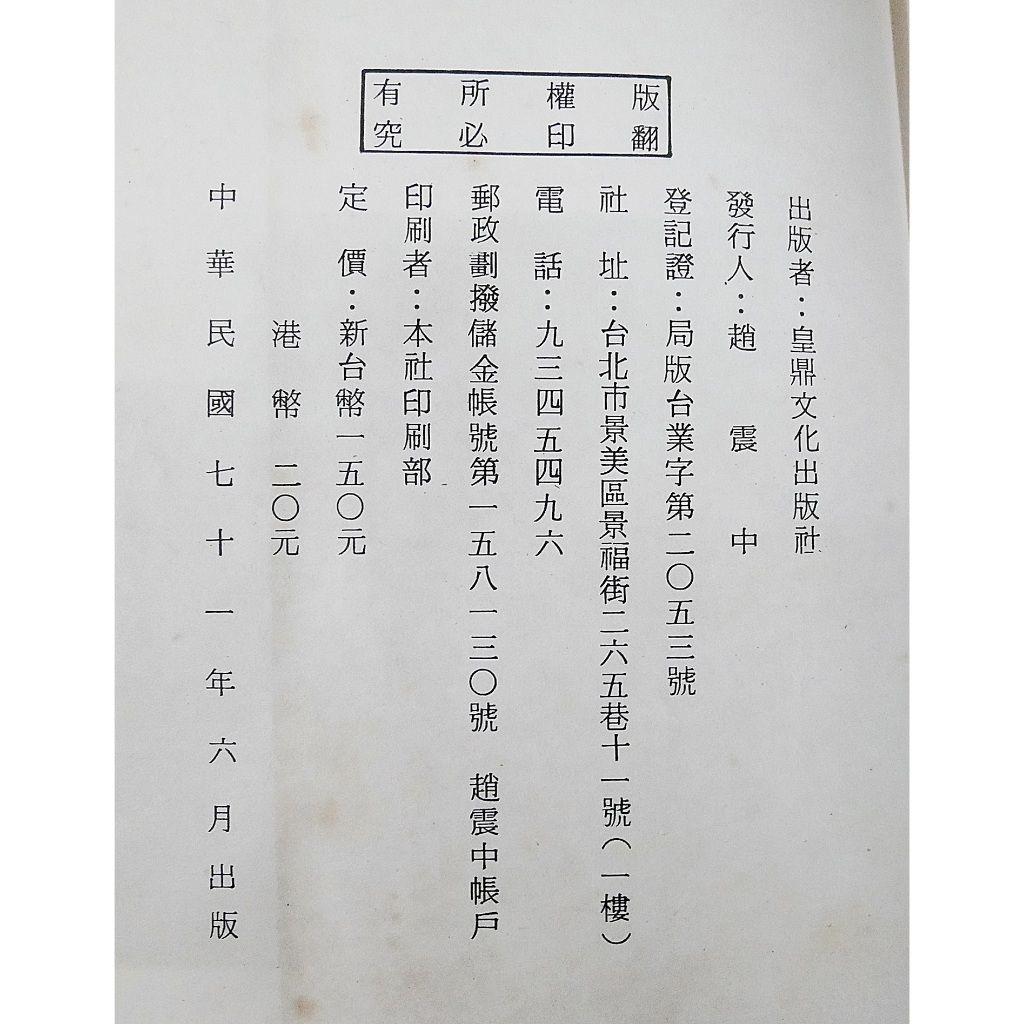 版權所有
翻印必究
出版者：皇鼎文化出版社
發行人：趙震中
登記證：局版台業字第二〇五三號
社址：台北市景美區景福街二六五巷十一號（一樓）
電話：九三四五四九六
郵政劃撥儲金帳號第一五八一三〇號 趙震中帳戶
印刷者：本社印刷部
定價：新台幣一五〇元
港幣 二〇元
中華民國七十一年六月出版